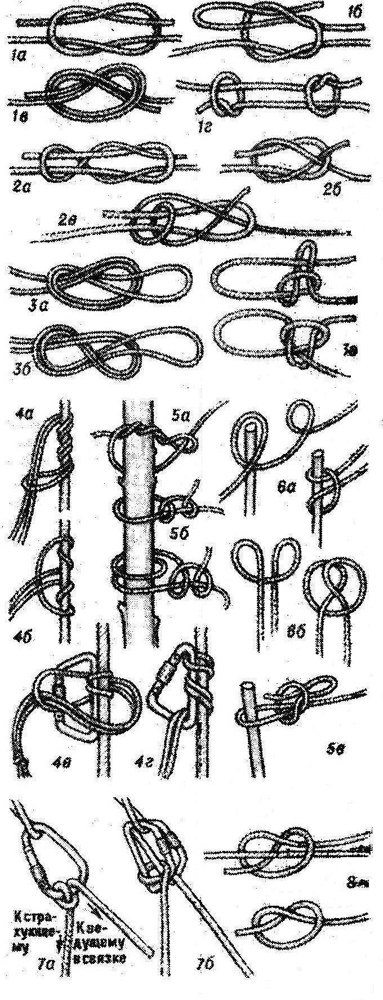 1а
1б
1в
1г
2а
2б
2в
3а
3б
3в
4а
5а
6а
5б
4б
6б
4в
4г
5в
К стра-
хующе-
му
К ве-
дущему
в связке
7а
7б